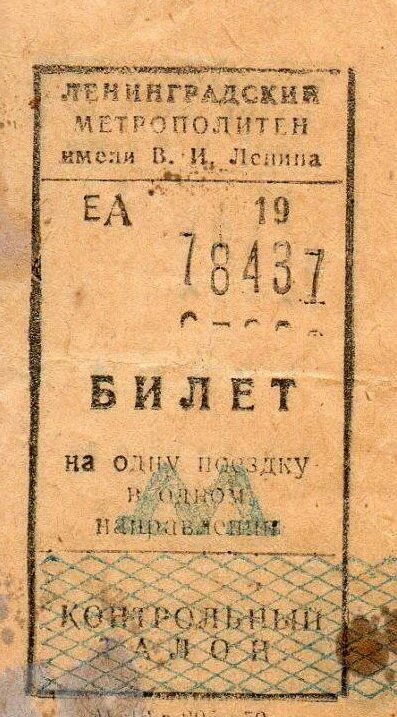 ЛЕНИНГРАДСКИЙ
МЕТРОПОЛИТЕН
имени В. И. Ленина
ЕА 19
78437
БИЛЕТ
на одну поездку
в одном
направлении
М
КОНТРОЛЬНЫЙ
ТАЛОН